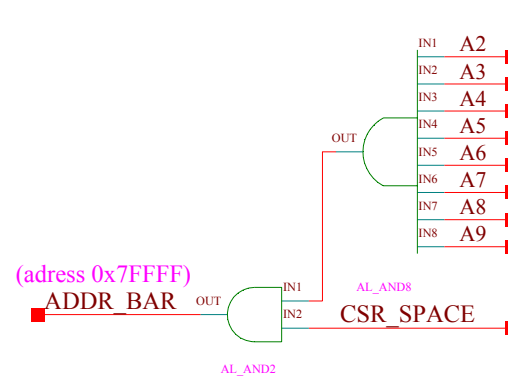 IN1 A2
IN2 A3
IN3 A4
IN4 A5
OUT
IN5 A6
IN6 A7
IN7 A8
IN8 A9
(adress 0x7FFFF)
ADDR_BAR OUT IN1 AL_AND8
IN2 CSR_SPACE
AL_AND2